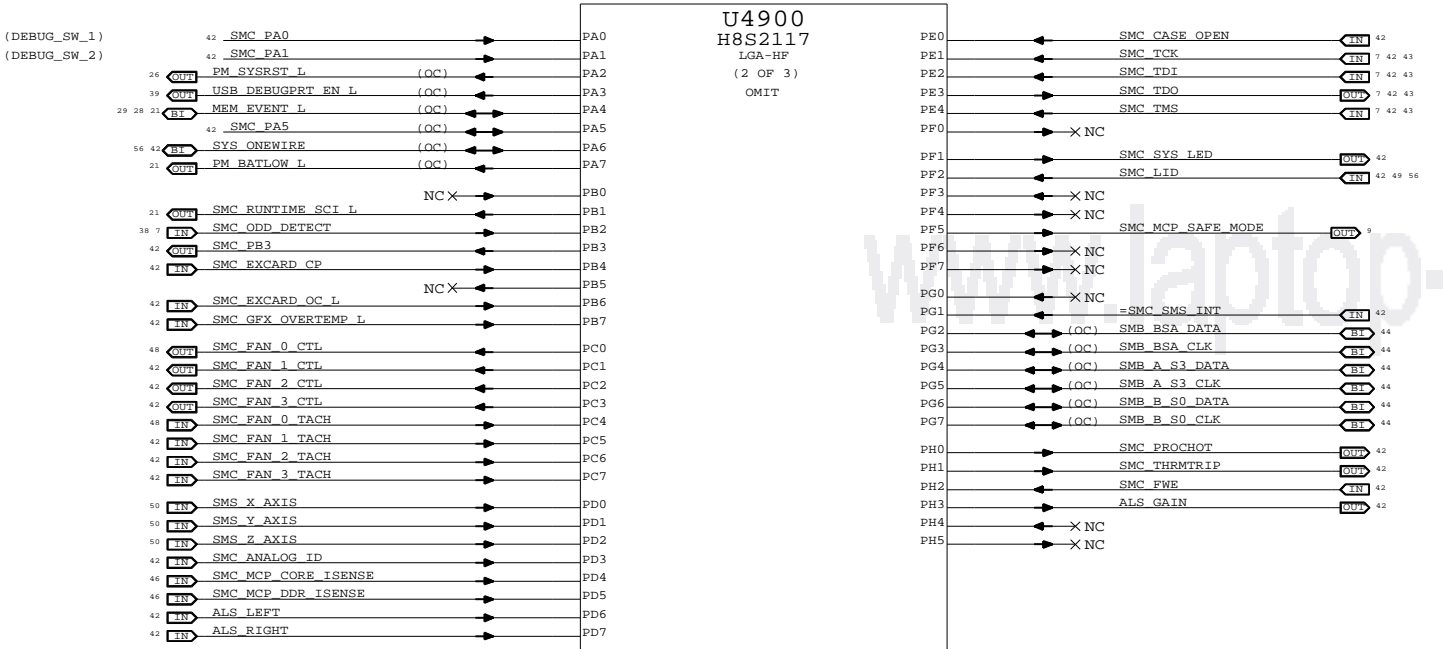 U4900
H8S2117
LGA-HF
(2 OF 3)
OMIT
(DEBUG_SW_1) 42 SMC_PA0 PA0
(DEBUG_SW_2) 42 SMC_PA1 PA1
26 OUT PM_SYSRST_L (OC) PA2
39 OUT USB_DEBUGPRT_EN_L (OC) PA3
29 28 21 BI MEM_EVENT_L (OC) PA4
42 SMC_PA5 (OC) PA5
56 42 BI SYS_ONEWIRE (OC) PA6
21 OUT PM_BATLOW_L (OC) PA7
NC PB0
21 OUT SMC_RUNTIME_SCI_L PB1
38 7 IN SMC_ODD_DETECT PB2
42 OUT SMC_PB3 PB3
42 IN SMC_EXCARD_CP PB4
NC PB5
42 IN SMC_EXCARD_OC_L PB6
42 IN SMC_GFX_OVERTEMP_L PB7
48 OUT SMC_FAN_0_CTL PC0
42 OUT SMC_FAN_1_CTL PC1
42 OUT SMC_FAN_2_CTL PC2
42 OUT SMC_FAN_3_CTL PC3
48 IN SMC_FAN_0_TACH PC4
42 IN SMC_FAN_1_TACH PC5
42 IN SMC_FAN_2_TACH PC6
42 IN SMC_FAN_3_TACH PC7
50 IN SMS_X_AXIS PD0
50 IN SMS_Y_AXIS PD1
50 IN SMS_Z_AXIS PD2
42 IN SMC_ANALOG_ID PD3
46 IN SMC_MCP_CORE_ISENSE PD4
46 IN SMC_MCP_DDR_ISENSE PD5
42 IN ALS_LEFT PD6
42 IN ALS_RIGHT PD7
PE0 SMC_CASE_OPEN IN 42
PE1 SMC_TCK IN 7 42 43
PE2 SMC_TDI IN 7 42 43
PE3 SMC_TDO OUT 7 42 43
PE4 SMC_TMS IN 7 42 43
PF0 NC
PF1 SMC_SYS_LED OUT 42
PF2 SMC_LID IN 42 49 56
PF3 NC
PF4 NC
PF5 SMC_MCP_SAFE_MODE OUT 9
PF6 NC
PF7 NC
PG0 NC
PG1 =SMC_SMS_INT IN 42
PG2 (OC) SMB_BSA_DATA BI 44
PG3 (OC) SMB_BSA_CLK BI 44
PG4 (OC) SMB_A_S3_DATA BI 44
PG5 (OC) SMB_A_S3_CLK BI 44
PG6 (OC) SMB_B_S0_DATA BI 44
PG7 (OC) SMB_B_S0_CLK BI 44
PH0 SMC_PROCHOT OUT 42
PH1 SMC_THRMTRIP OUT 42
PH2 SMC_FWE IN 42
PH3 ALS_GAIN OUT 42
PH4 NC
PH5 NC
www.laptop-